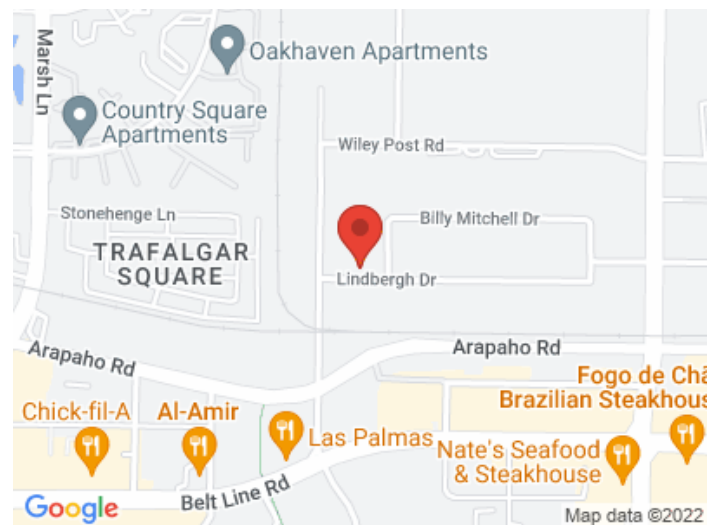 Marsh Ln
Oakhaven Apartments
Country Square
Apartments
Wiley Post Rd
Stonehenge Ln
Billy Mitchell Dr
TRAFALGAR
SQUARE
Lindbergh Dr
Arapaho Rd
Arapaho Rd
Fogo de Châ
Brazilian Steakhous
Chick-fil-A
Al-Amir
Las Palmas
Nate's Seafood
& Steakhouse
Belt Line Rd
Google
Map data ©2022